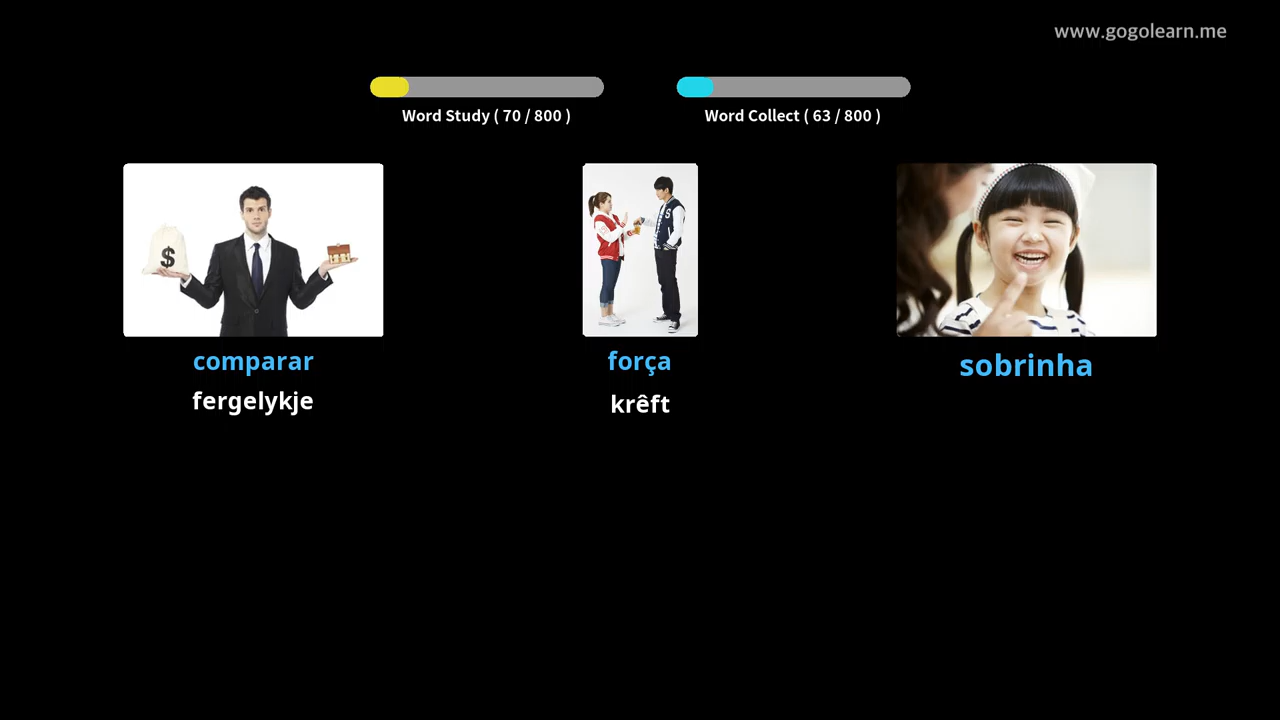 www.gogolearn.me
Word Study ( 70 / 800 )
Word Collect ( 63 / 800 )
$
S
comparar
força
sobrinha
fergelykje
krêft